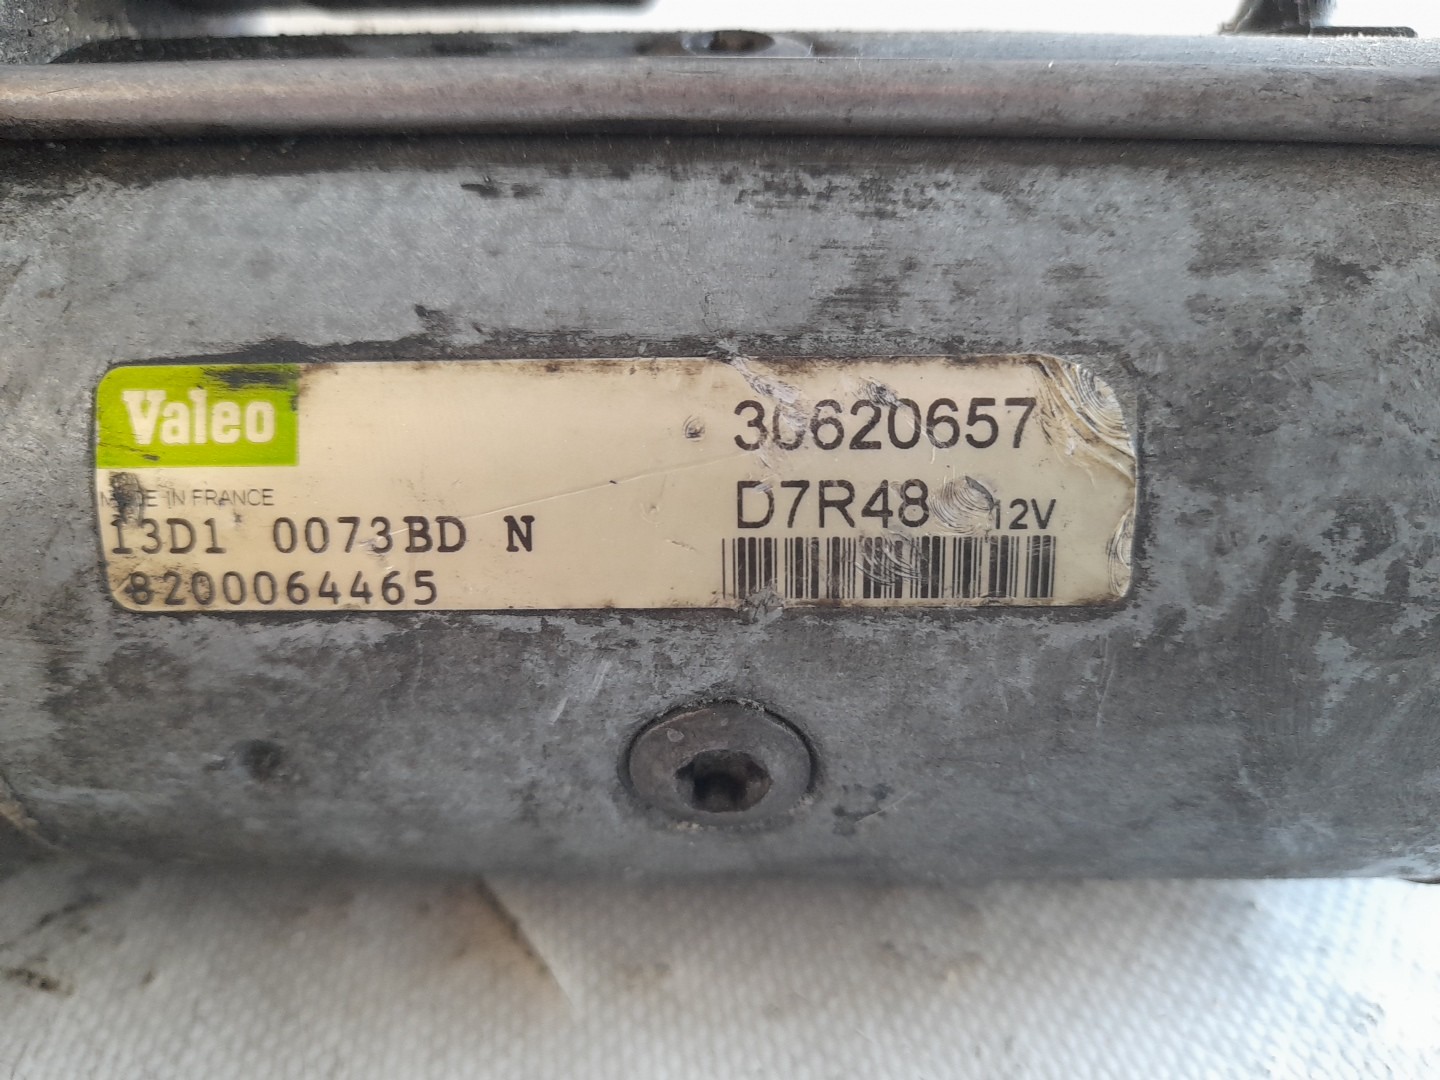 Valeo
30620657
MADE IN FRANCE
D7R48 12V
13D1 0073BD N
8200064465